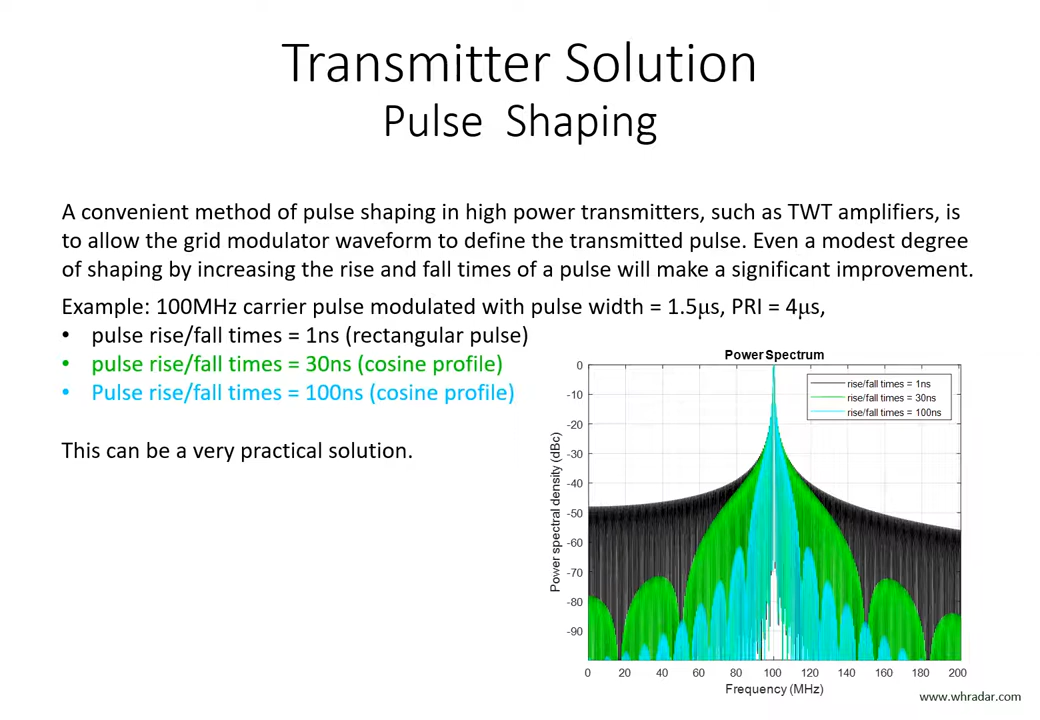 Transmitter Solution
Pulse Shaping
A convenient method of pulse shaping in high power transmitters, such as TWT amplifiers, is
to allow the grid modulator waveform to define the transmitted pulse. Even a modest degree
of shaping by increasing the rise and fall times of a pulse will make a significant improvement.
Example: 100MHz carrier pulse modulated with pulse width = 1.5μs, PRI = 4μs,
• pulse rise/fall times = 1ns (rectangular pulse)
• pulse rise/fall times = 30ns (cosine profile)
• Pulse rise/fall times = 100ns (cosine profile)
This can be a very practical solution.
Power Spectrum
rise/fall times = 1ns
rise/fall times = 30ns
rise/fall times = 100ns
Power spectral density (dBc)
0
-10
-20
-30
-40
-50
-60
-70
-80
-90
0 20 40 60 80 100 120 140 160 180 200
Frequency (MHz)
www.whradar.com